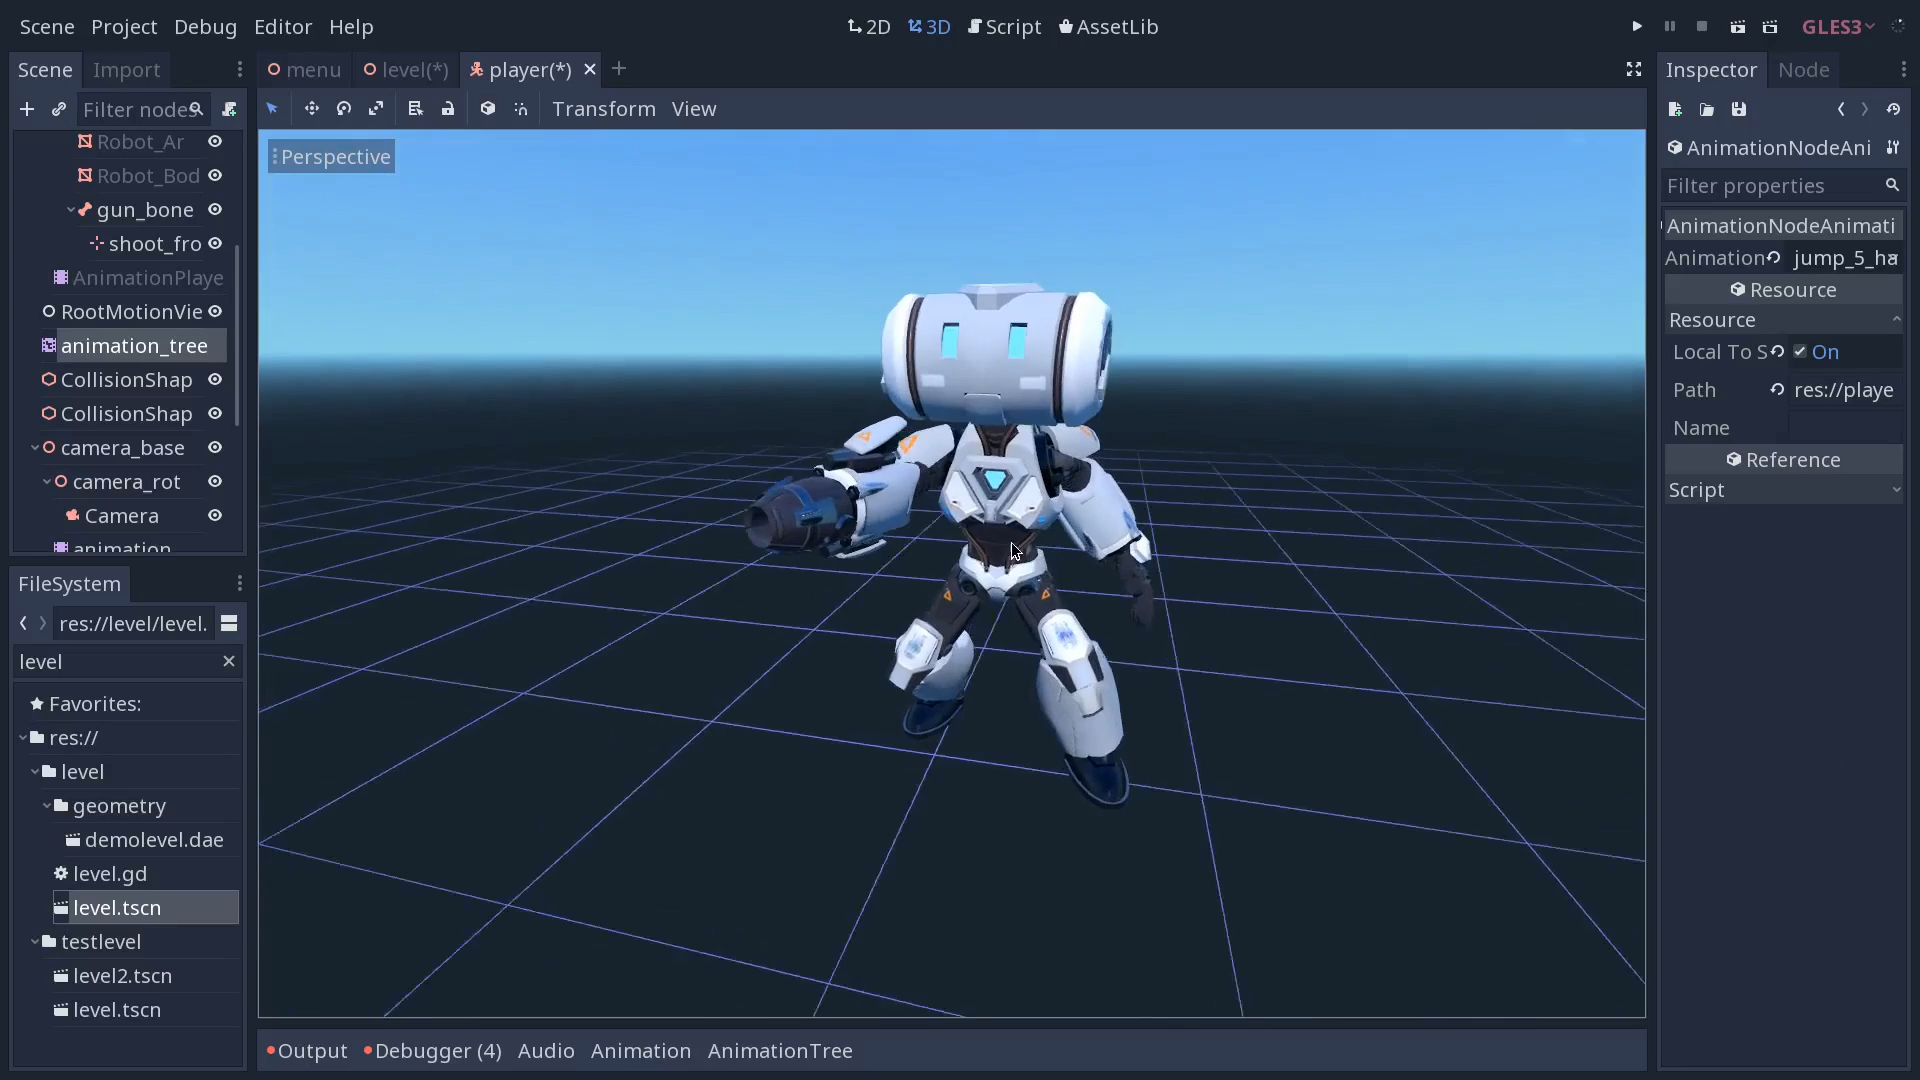 Scene Project Debug Editor Help
2D 3D Script AssetLib
GLES3
Scene Import
menu level(*) player(*)
Inspector Node
Filter nodes
Transform View
Robot_Ar
Robot_Bod
gun_bone
shoot_fro
AnimationPlaye
RootMotionVie
animation_tree
CollisionShap
CollisionShap
camera_base
camera_rot
Camera
animation
Perspective
FileSystem
res://level/level.
level
Favorites:
res://
level
geometry
demolevel.dae
level.gd
level.tscn
testlevel
level2.tscn
level.tscn
Output Debugger (4) Audio Animation AnimationTree
AnimationNodeAni
Filter properties
AnimationNodeAnimati
Animation jump_5_ha
Resource
Resource
Local To S On
Path res://playe
Name
Reference
Script